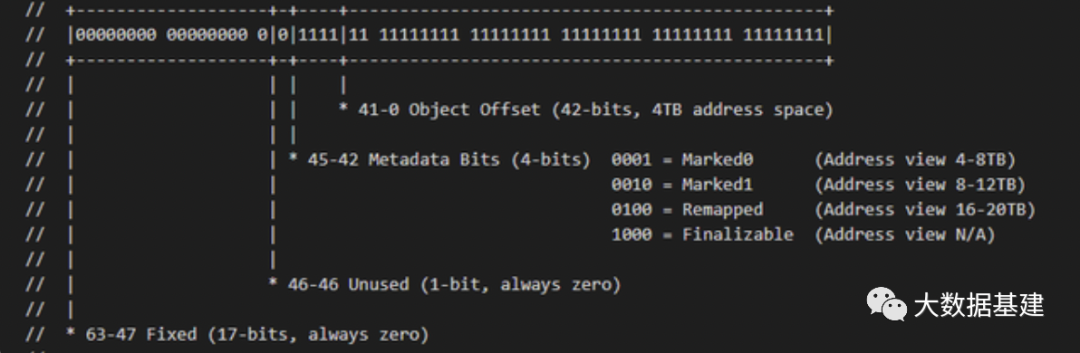 // +-------------------+-+----+-----------------------------------------------+
// |00000000 00000000 0|0|1111|11 11111111 11111111 11111111 11111111 11111111|
// +-------------------+-+----+-----------------------------------------------+
// |                   | |    |
// |                   | |    * 41-0 Object Offset (42-bits, 4TB address space)
// |                   | |
// |                   | * 45-42 Metadata Bits (4-bits)  0001 = Marked0      (Address view 4-8TB)
// |                   |                                 0010 = Marked1      (Address view 8-12TB)
// |                   |                                 0100 = Remapped     (Address view 16-20TB)
// |                   |                                 1000 = Finalizable  (Address view N/A)
// |                   |
// |                   * 46-46 Unused (1-bit, always zero)
// |
// * 63-47 Fixed (17-bits, always zero)
大数据基建